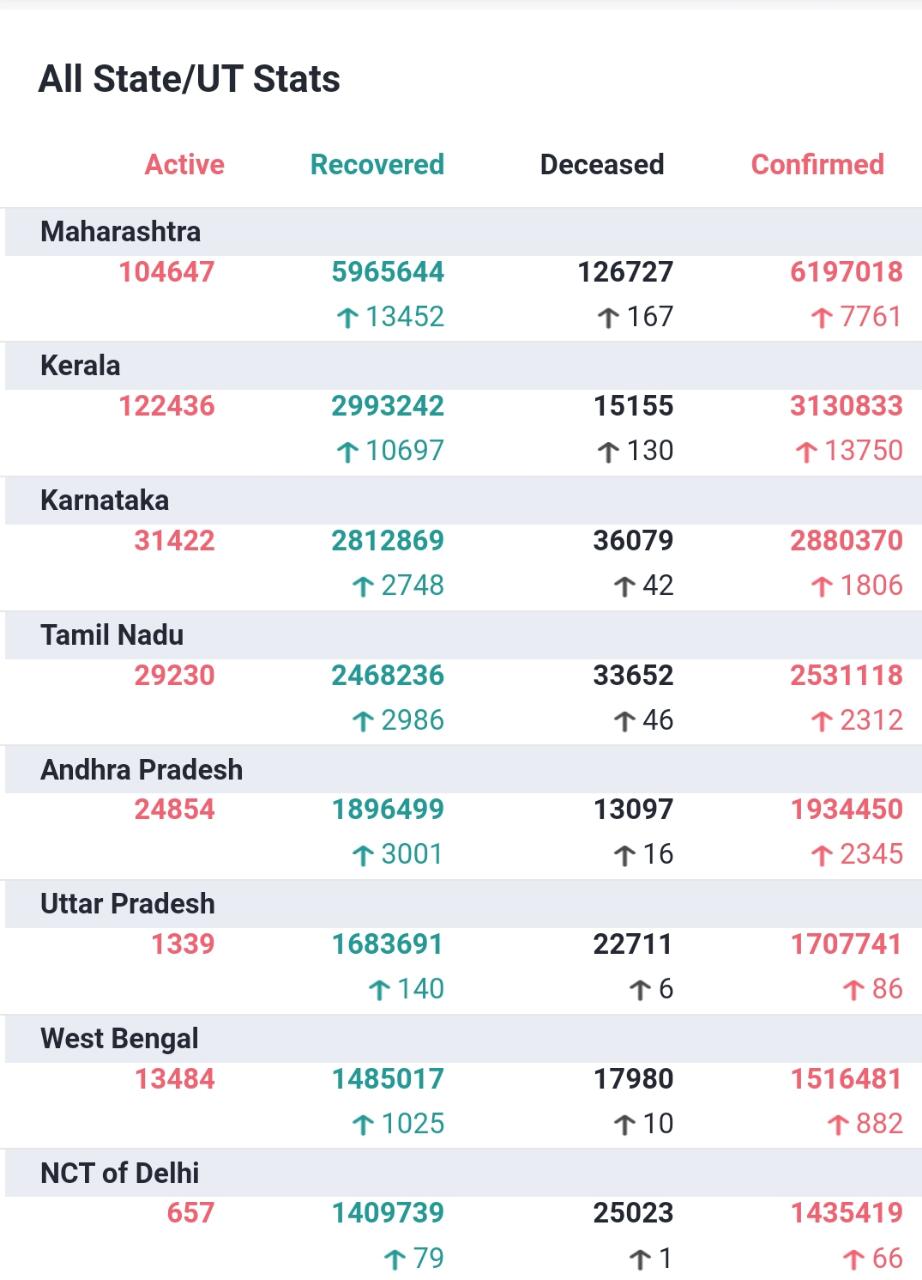 All State/UT Stats
Active Recovered Deceased Confirmed
Maharashtra
104647 5965644 126727 6197018
↑ 13452 ↑ 167 ↑ 7761
Kerala
122436 2993242 15155 3130833
↑ 10697 ↑ 130 ↑ 13750
Karnataka
31422 2812869 36079 2880370
↑ 2748 ↑ 42 ↑ 1806
Tamil Nadu
29230 2468236 33652 2531118
↑ 2986 ↑ 46 ↑ 2312
Andhra Pradesh
24854 1896499 13097 1934450
↑ 3001 ↑ 16 ↑ 2345
Uttar Pradesh
1339 1683691 22711 1707741
↑ 140 ↑ 6 ↑ 86
West Bengal
13484 1485017 17980 1516481
↑ 1025 ↑ 10 ↑ 882
NCT of Delhi
657 1409739 25023 1435419
↑ 79 ↑ 1 ↑ 66